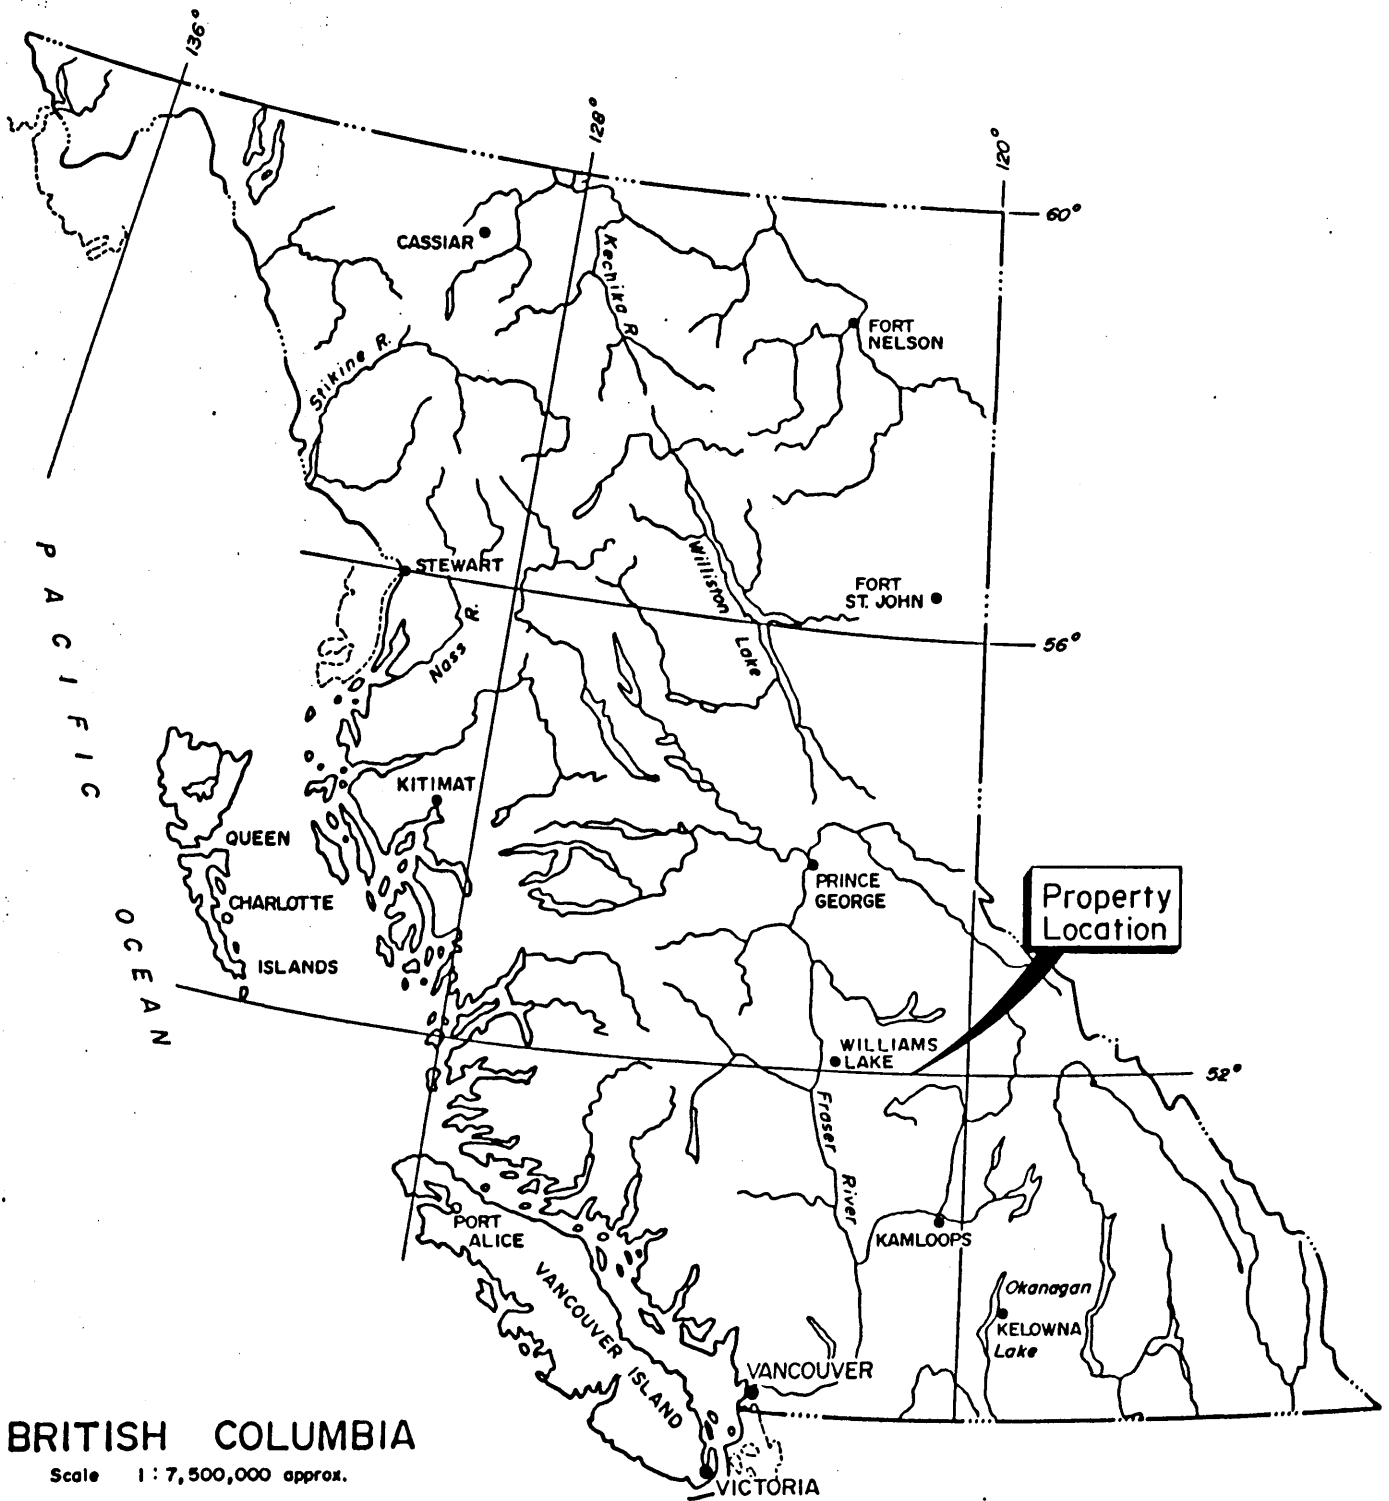 136°
128°
120°
60°
CASSIAR
Kechika R.
FORT
NELSON
Stikine R.
STEWART
Williston
Lake
FORT
ST. JOHN
Nass R.
56°
PACIFIC
OCEAN
KITIMAT
QUEEN
CHARLOTTE
ISLANDS
PRINCE
GEORGE
Property
Location
WILLIAMS
LAKE
52°
Fraser River
PORT
ALICE
KAMLOOPS
VANCOUVER ISLAND
Okanagan
KELOWNA
Lake
VANCOUVER
VICTORIA
BRITISH COLUMBIA
Scale 1 : 7,500,000 approx.